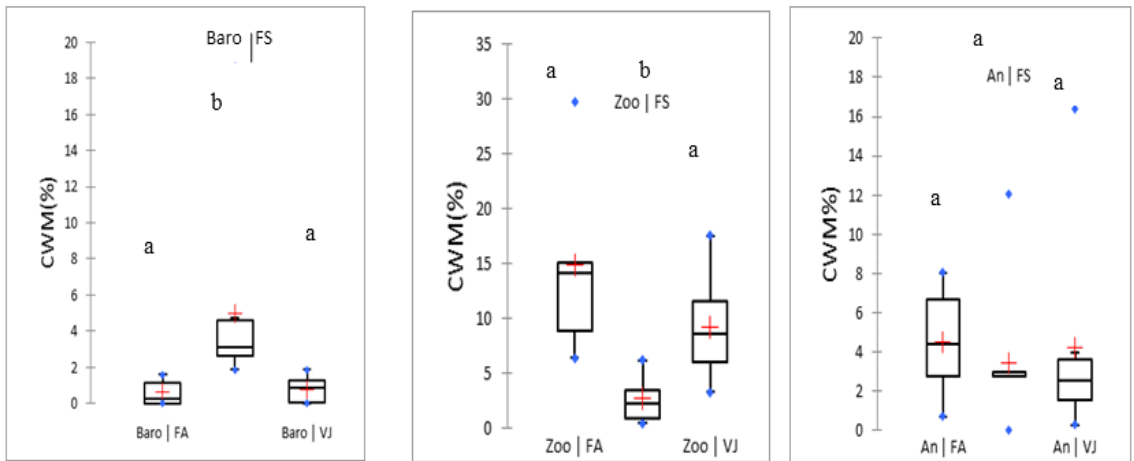 Baro | FS
20
18
16
14
12
10
8
6
4
2
0
CWM(%)
a
b
a
Baro | FA
Baro | VJ
35
30
25
20
15
10
5
0
CWM(%)
a
b
a
Zoo | FS
Zoo | FA
Zoo | VJ
20
18
16
14
12
10
8
6
4
2
0
CWM%)
a
a
a
An | FS
An | FA
An | VJ